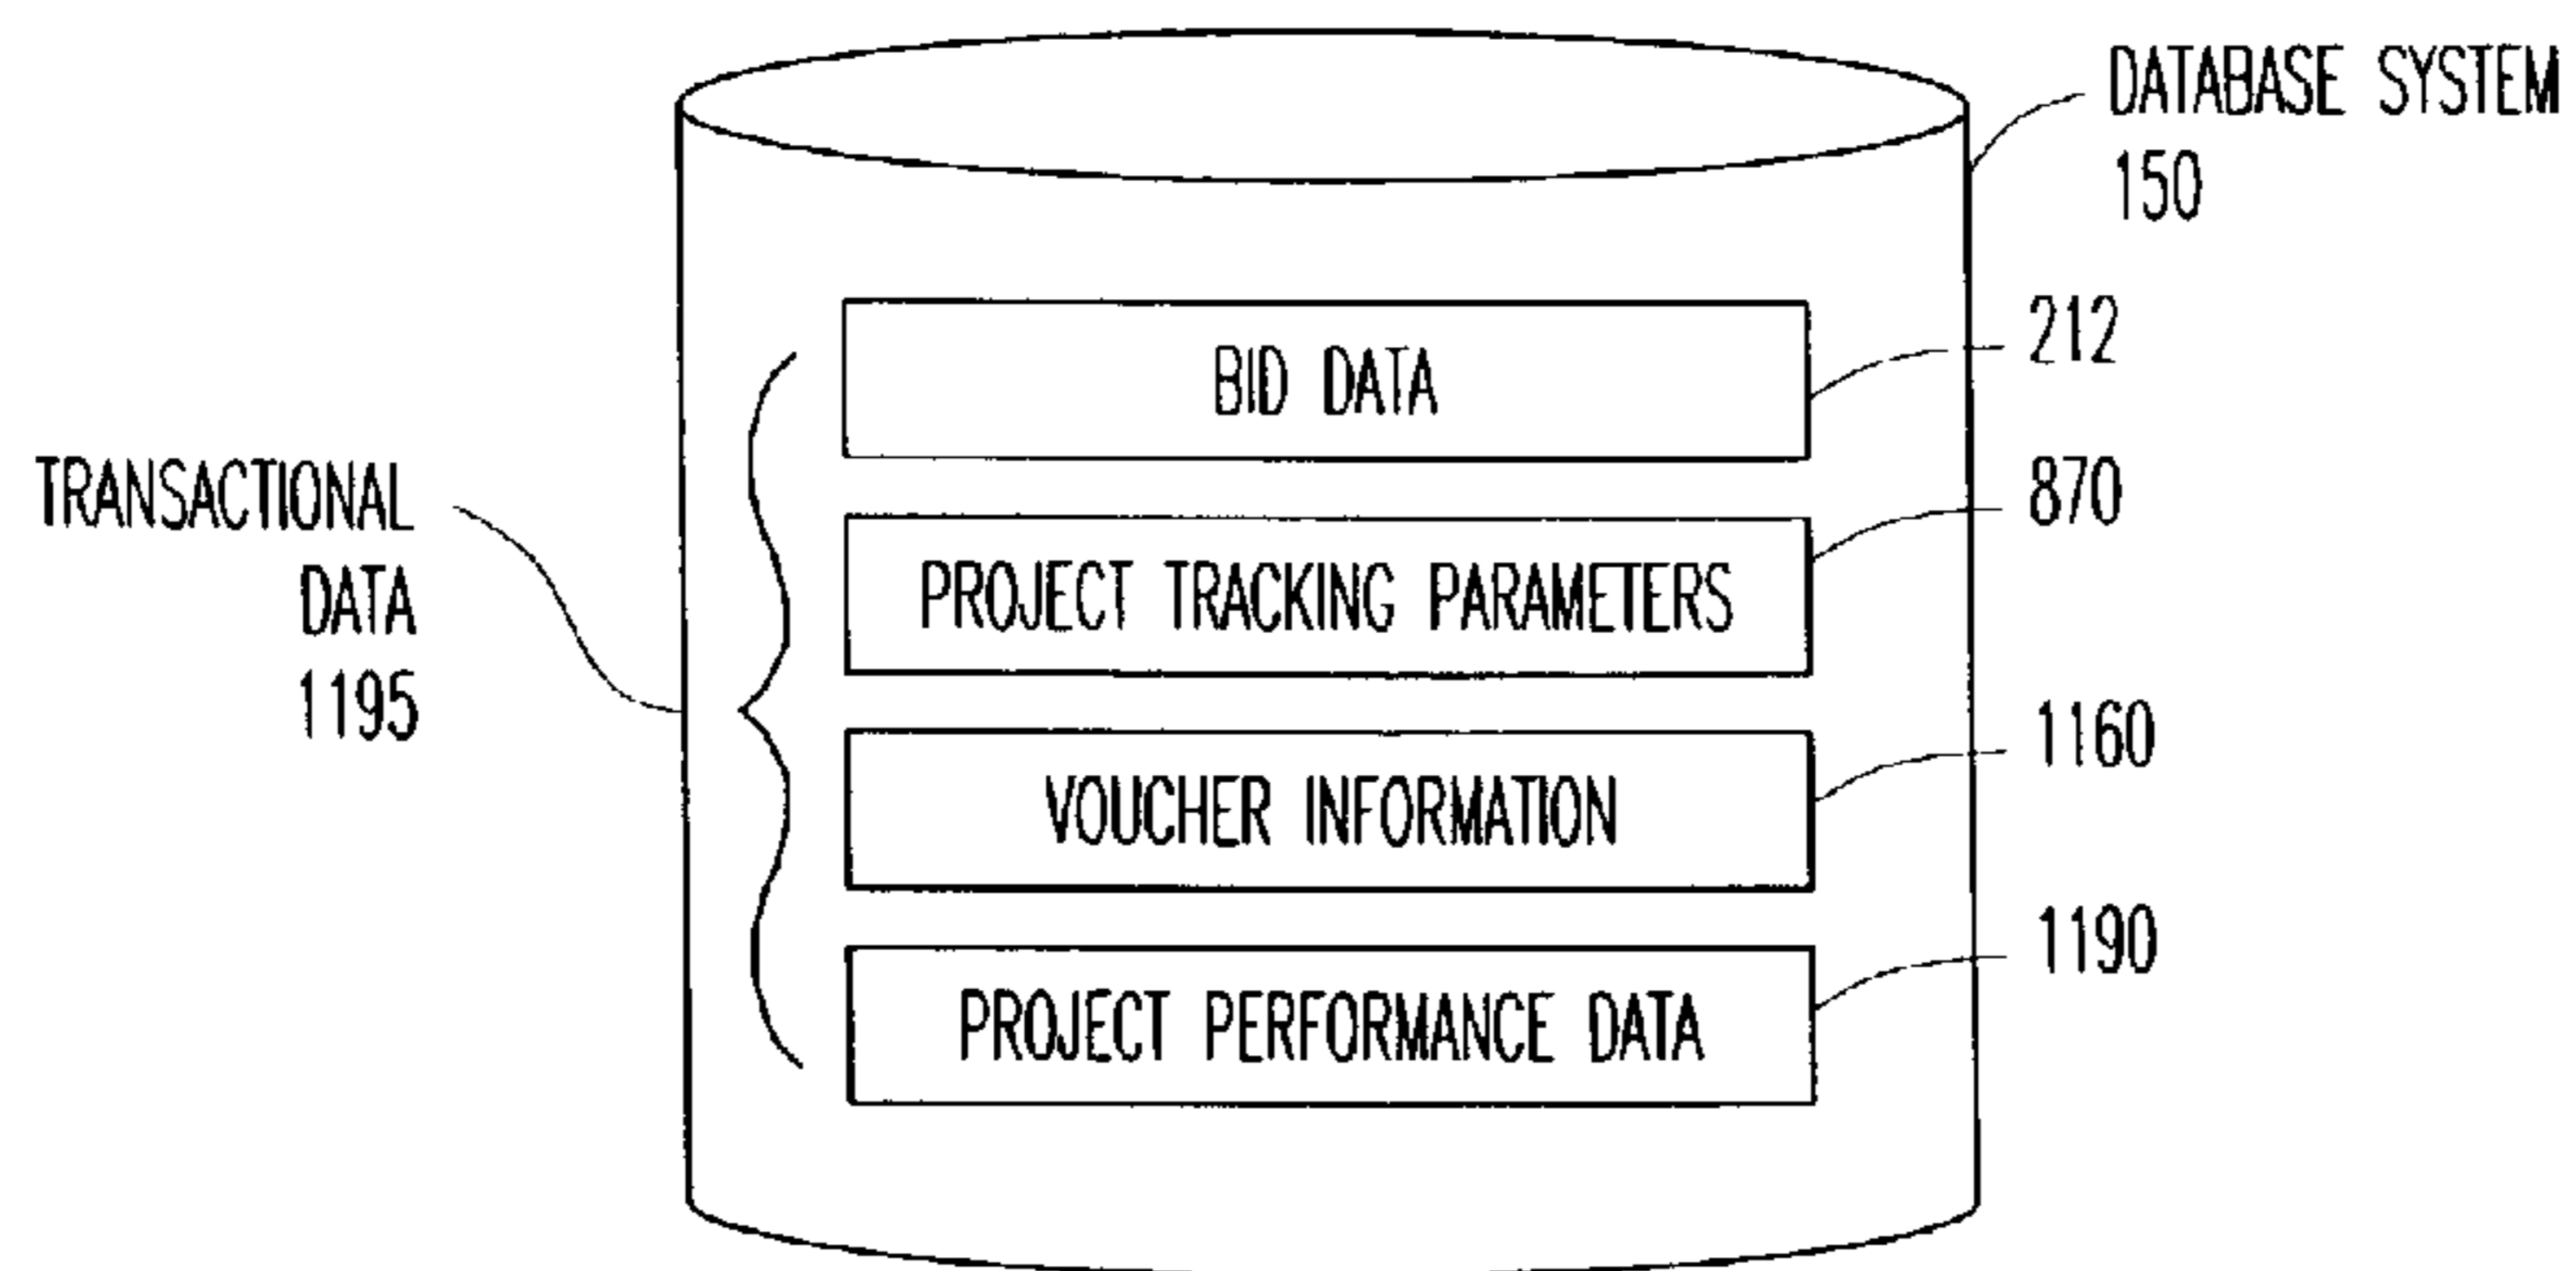 DATABASE SYSTEM
150
BID DATA
212
TRANSACTIONAL
DATA
1195
PROJECT TRACKING PARAMETERS
870
VOUCHER INFORMATION
1160
PROJECT PERFORMANCE DATA
1190